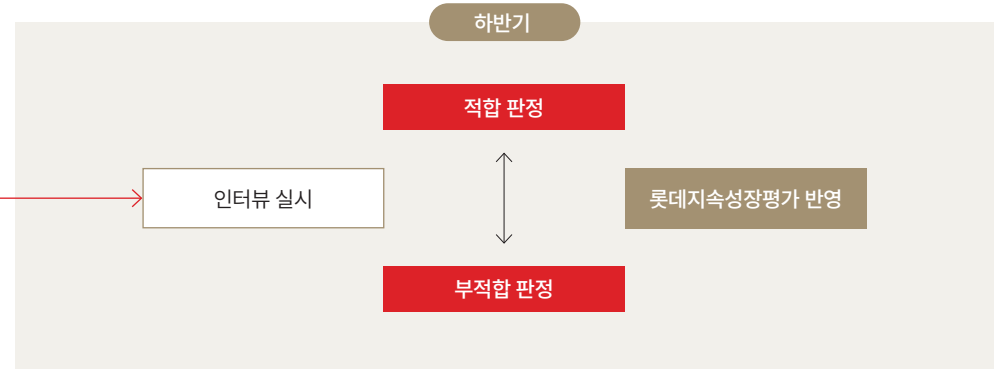 하반기
적합 판정
인터뷰 실시
롯데지속성장평가 반영
부적합 판정